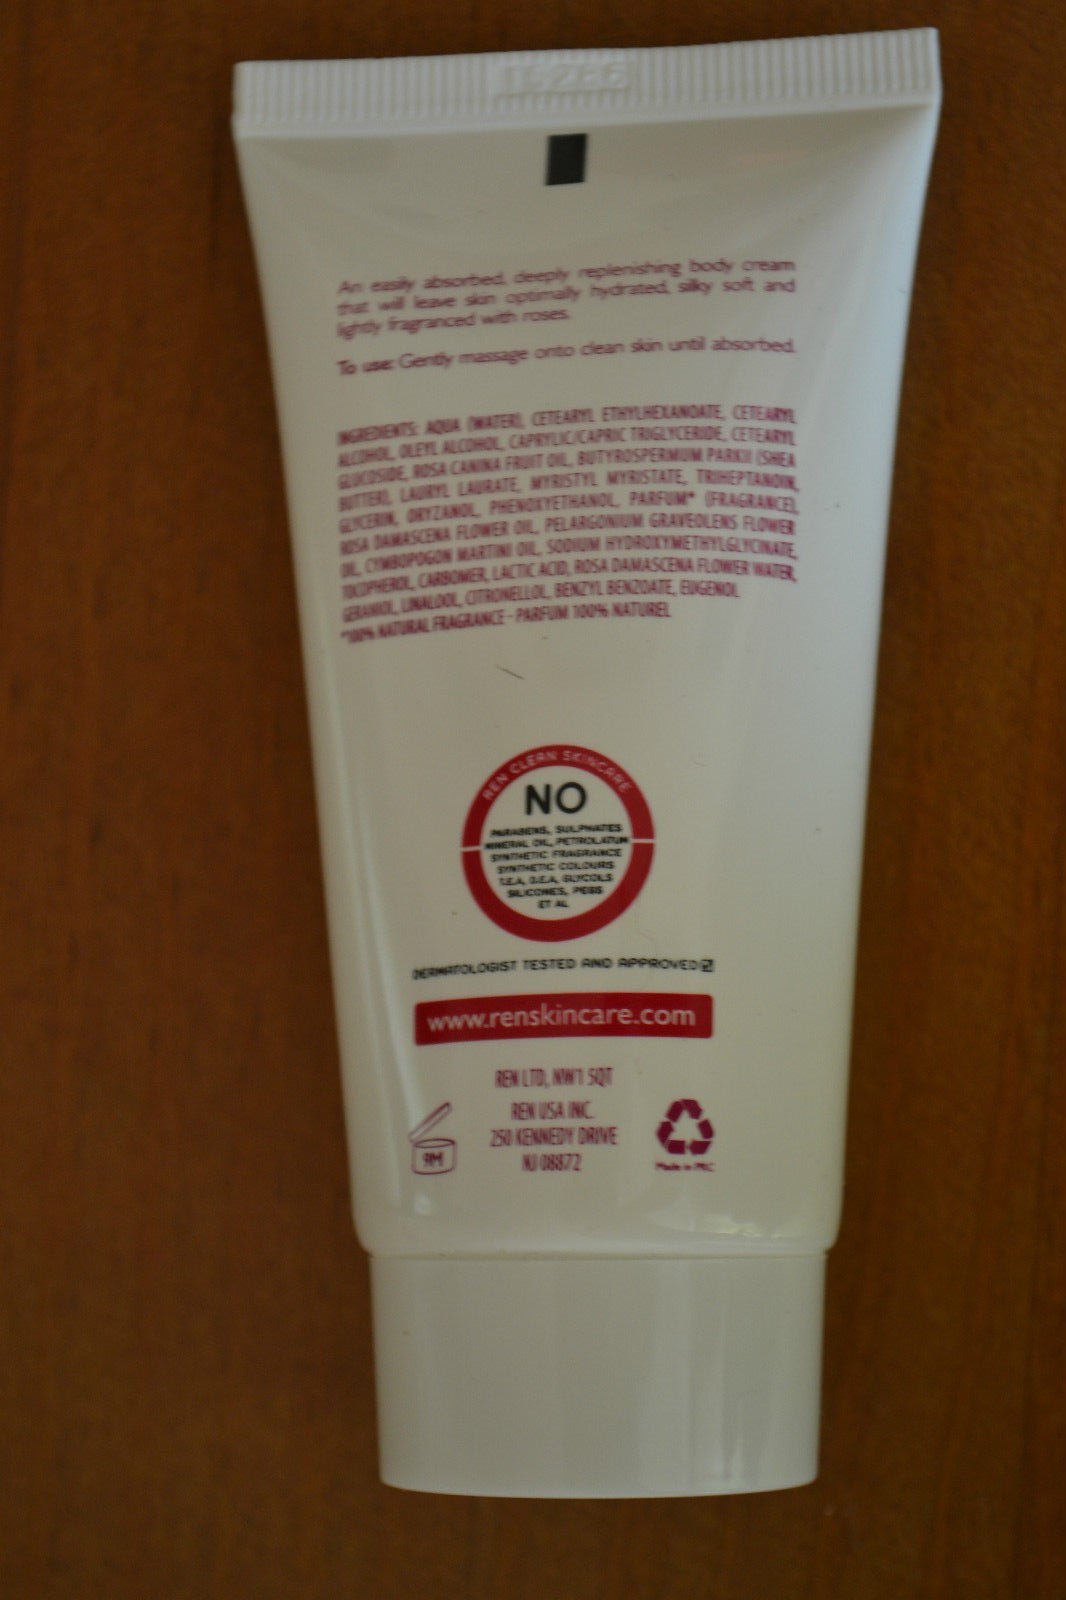 An easily absorbed, deeply replenishing body cream
that will leave skin optimally hydrated, silky soft and
lightly fragranced with roses.
To use: Gently massage onto clean skin until absorbed.
INGREDIENTS: AQUA (WATER), CETEARYL ETHYLHEXANOATE, CETEARYL
ALCOHOL, OLEYL ALCOHOL, CAPRYLIC/CAPRIC TRIGLYCERIDE, CETEARYL
GLUCOSIDE, ROSA CANINA FRUIT OIL, BUTYROSPERMUM PARKII (SHEA
BUTTER), LAURYL LAURATE, MYRISTYL MYRISTATE, TRIHEPTANOIN,
GLYCERIN, ORYZANOL, PHENOXYETHANOL, PARFUM* (FRAGRANCE),
ROSA DAMASCENA FLOWER OIL, PELARGONIUM GRAVEOLENS FLOWER
OIL, CYMBOPOGON MARTINI OIL, SODIUM HYDROXYMETHYLGLYCINATE,
TOCOPHEROL, CARBOMER, LACTIC ACID, ROSA DAMASCENA FLOWER WATER,
GERANIOL, LINALOOL, CITRONELLOL, BENZYL BENZOATE, EUGENOL
*100% NATURAL FRAGRANCE - PARFUM 100% NATUREL
REN CLEAN SKINCARE
NO
PARABENS, SULPHATES
MINERAL OIL, PETROLATUM
SYNTHETIC FRAGRANCE
SYNTHETIC COLOURS
T.E.A, D.E.A, GLYCOLS
SILICONES, PEGS
ET AL
DERMATOLOGIST TESTED AND APPROVED
www.renskincare.com
REN LTD, NW1 5QT
REN USA INC.
250 KENNEDY DRIVE
NJ 08872
9M
Made in PRC